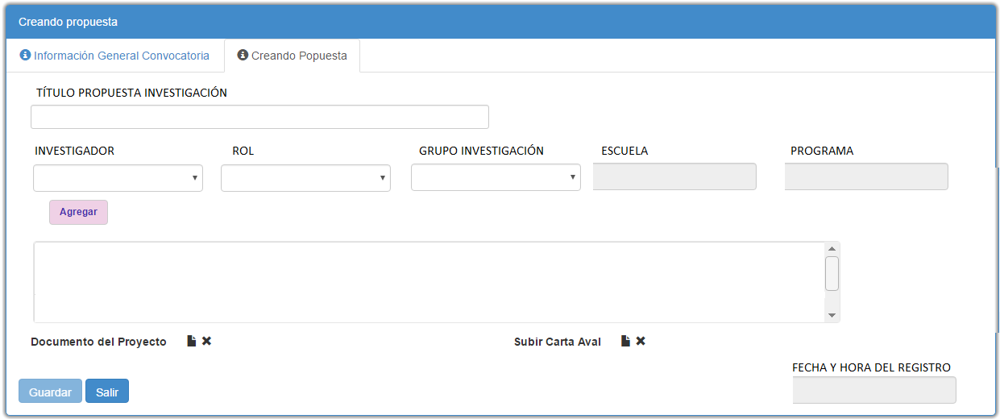 Creando propuesta
Información General Convocatoria Creando Popuesta
TÍTULO PROPUESTA INVESTIGACIÓN
INVESTIGADOR ROL GRUPO INVESTIGACIÓN ESCUELA PROGRAMA
Agregar
Documento del Proyecto Subir Carta Aval
FECHA Y HORA DEL REGISTRO
Guardar Salir